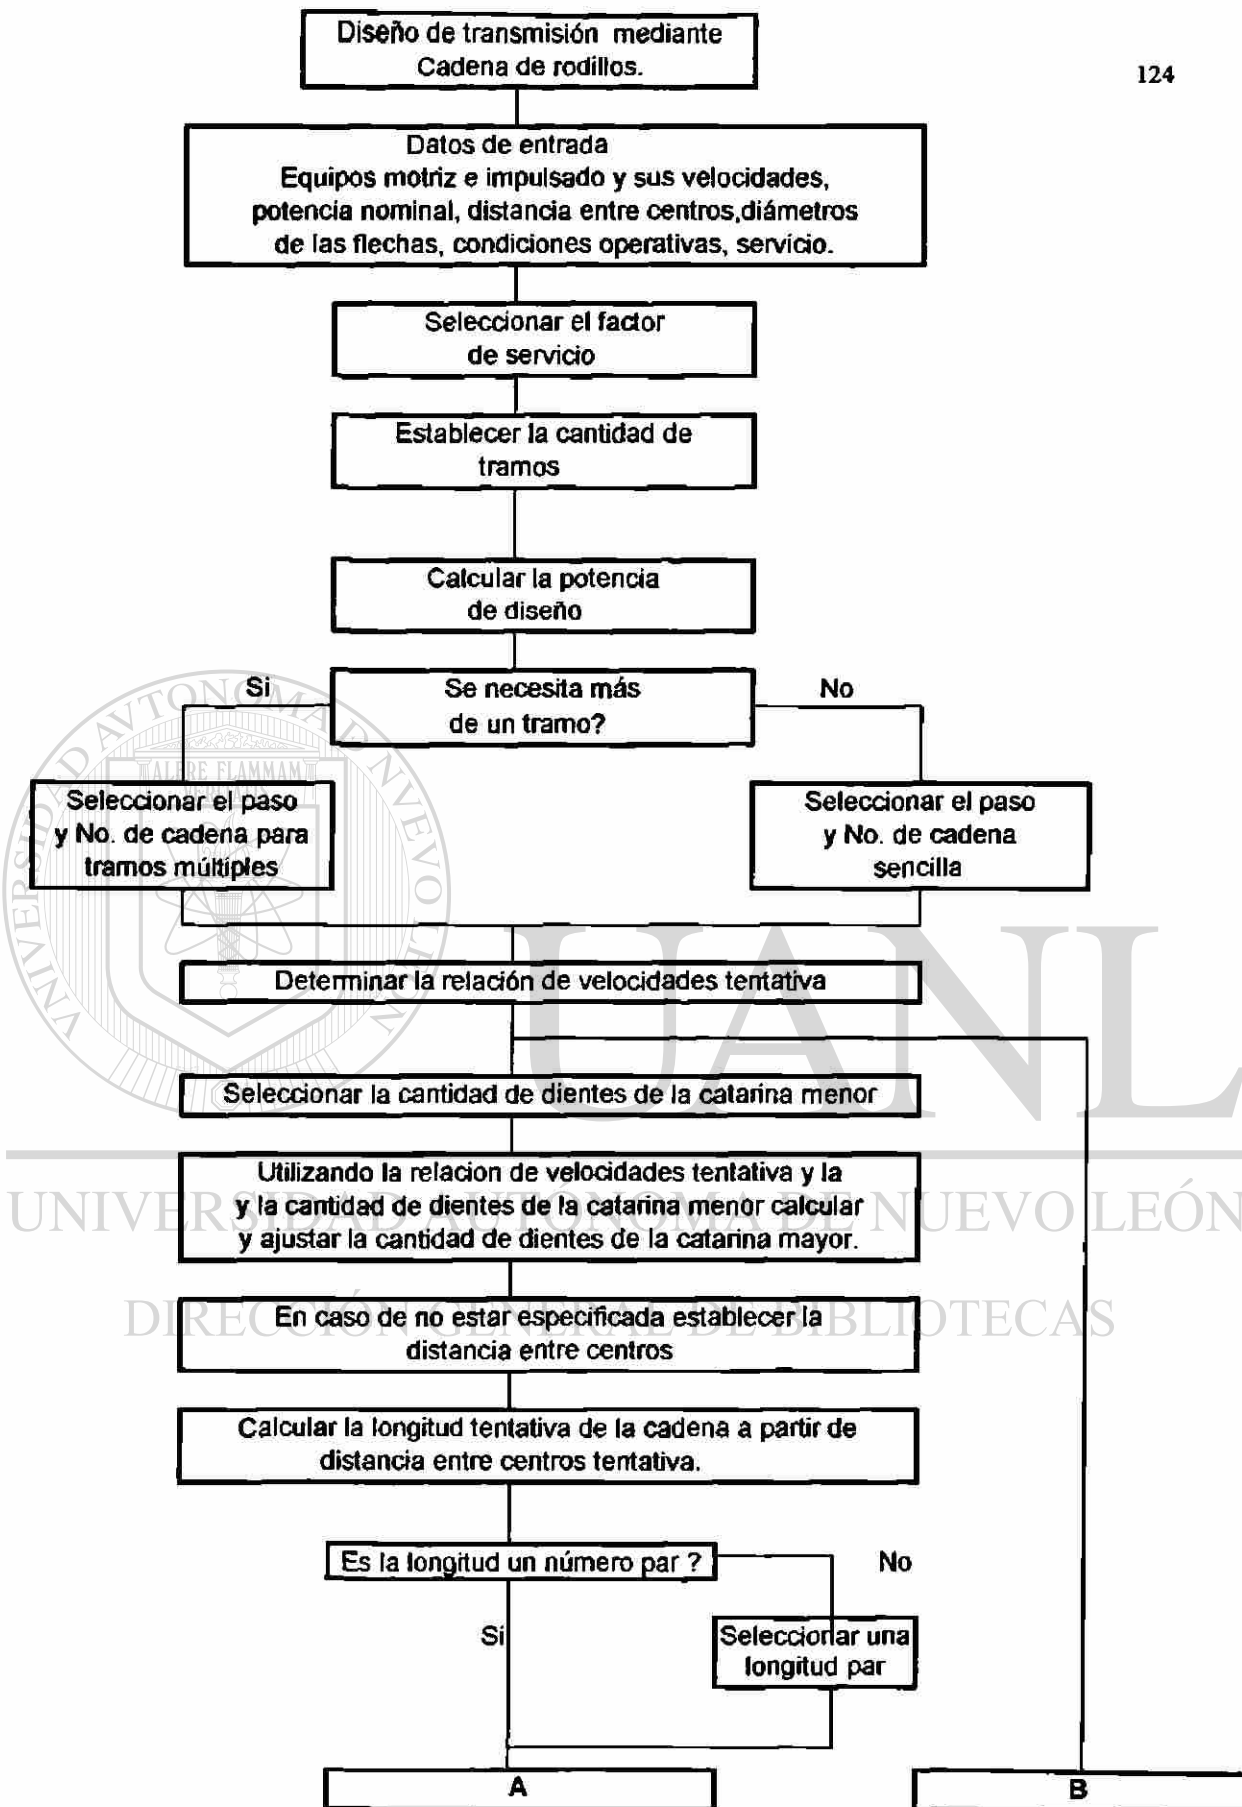 Diseño de transmisión mediante
Cadena de rodillos.
124
Datos de entrada
Equipos motriz e impulsado y sus velocidades,
potencia nominal, distancia entre centros,diámetros
de las flechas, condiciones operativas, servicio.
Seleccionar el factor
de servicio
Establecer la cantidad de
tramos
Calcular la potencia
de diseño
Si
Se necesita más
de un tramo?
No
Seleccionar el paso
y No. de cadena para
tramos múltiples
Seleccionar el paso
y No. de cadena
sencilla
Determinar la relación de velocidades tentativa
Seleccionar la cantidad de dientes de la catarina menor
Utilizando la relacion de velocidades tentativa y la
y la cantidad de dientes de la catarina menor calcular
y ajustar la cantidad de dientes de la catarina mayor.
En caso de no estar especificada establecer la
distancia entre centros
Calcular la longitud tentativa de la cadena a partir de
distancia entre centros tentativa.
Es la longitud un número par ?
No
Si
Seleccionar una
longitud par
A
B
UNIVERSIDAD AVTONOMA DE NVEVO LEON
ALERE FLAMMAM
VERITATIS
UANL
UNIVERSIDAD AUTÓNOMA DE NUEVO LEÓN
DIRECCIÓN GENERAL DE BIBLIOTECAS